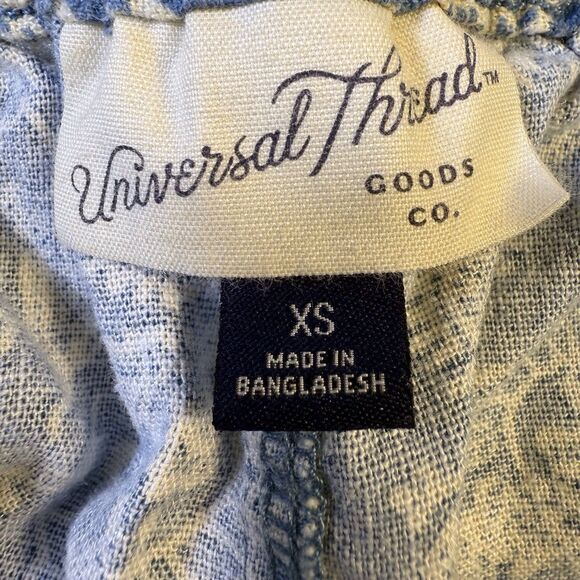 Universal Thread™
GOODS
CO.
XS
MADE IN
BANGLADESH